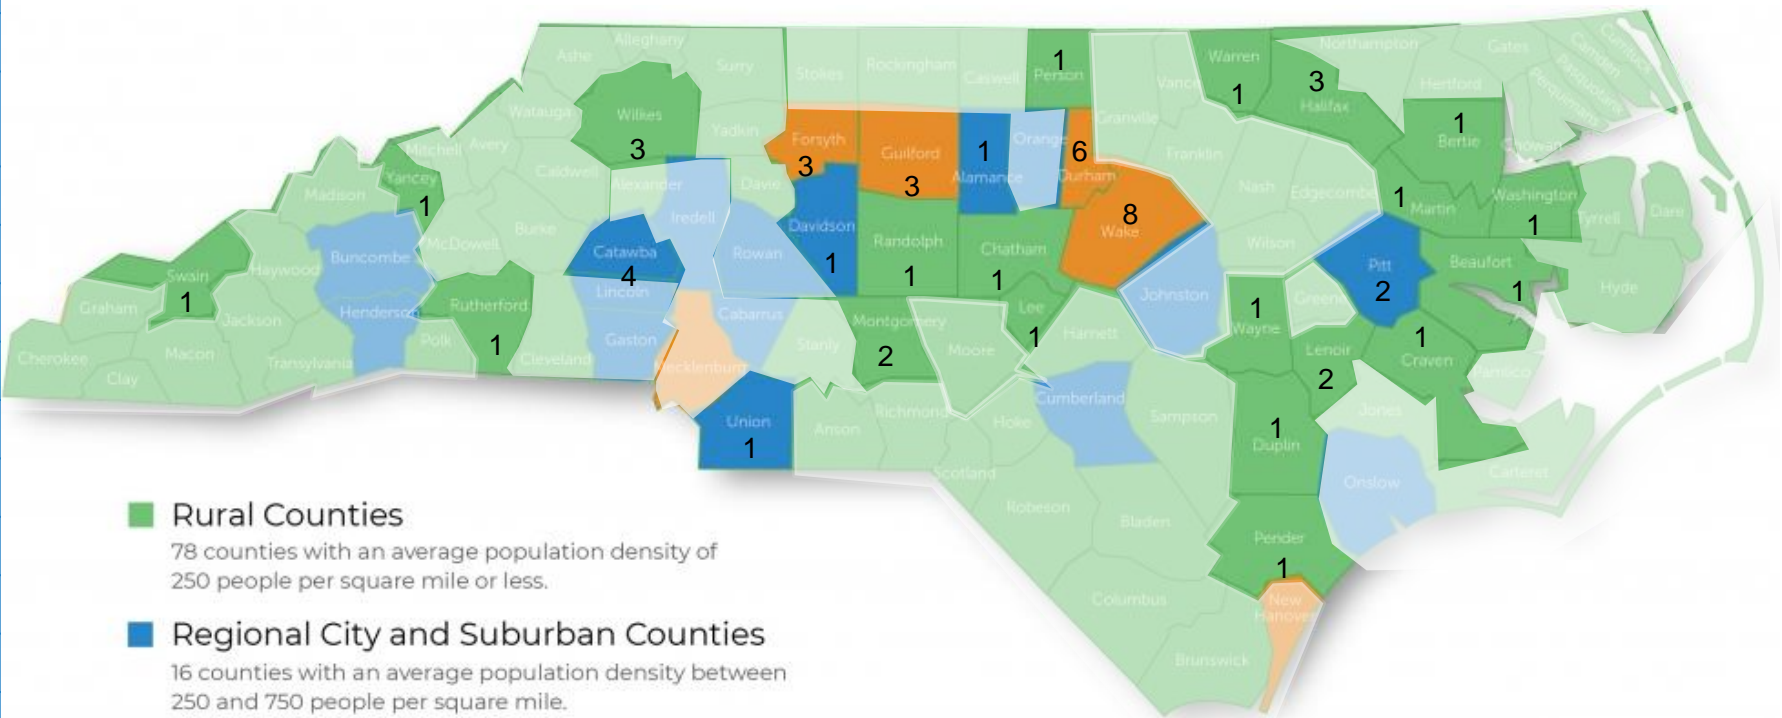 Alleghany
Ashe
Surry
Stokes
Rockingham
Caswell
1
Person
Warren
1
Northampton
Gates
Currituck
Camden
Pasquotank
Perquimans
Hertford
3
Halifax
Vance
Granville
Watauga
Wilkes
3
Yadkin
Forsyth
3
Guilford
3
1
Alamance
Orange
6
Durham
Franklin
1
Bertie
Chowan
Mitchell
Avery
Caldwell
Alexander
Davie
Nash
Edgecombe
Madison
Yancey
1
Iredell
8
Wake
1
Martin
Washington
1
Tyrrell
Dare
Burke
McDowell
Buncombe
Catawba
4
Rowan
Davidson
1
Randolph
1
Chatham
1
Wilson
Pitt
2
Beaufort
1
Hyde
Swain
1
Haywood
Graham
Jackson
Henderson
Rutherford
1
Lincoln
Gaston
Cabarrus
Mecklenburg
Stanly
Montgomery
2
Moore
Lee
1
Harnett
Johnston
1
Wayne
Greene
Lenoir
2
1
Craven
Pamlico
Cherokee
Macon
Clay
Transylvania
Polk
Cleveland
Union
1
Anson
Richmond
Hoke
Scotland
Cumberland
Sampson
1
Duplin
Jones
Onslow
Carteret
Robeson
Bladen
Pender
1
New
Hanover
Columbus
Brunswick
Rural Counties
78 counties with an average population density of
250 people per square mile or less.
Regional City and Suburban Counties
16 counties with an average population density between
250 and 750 people per square mile.